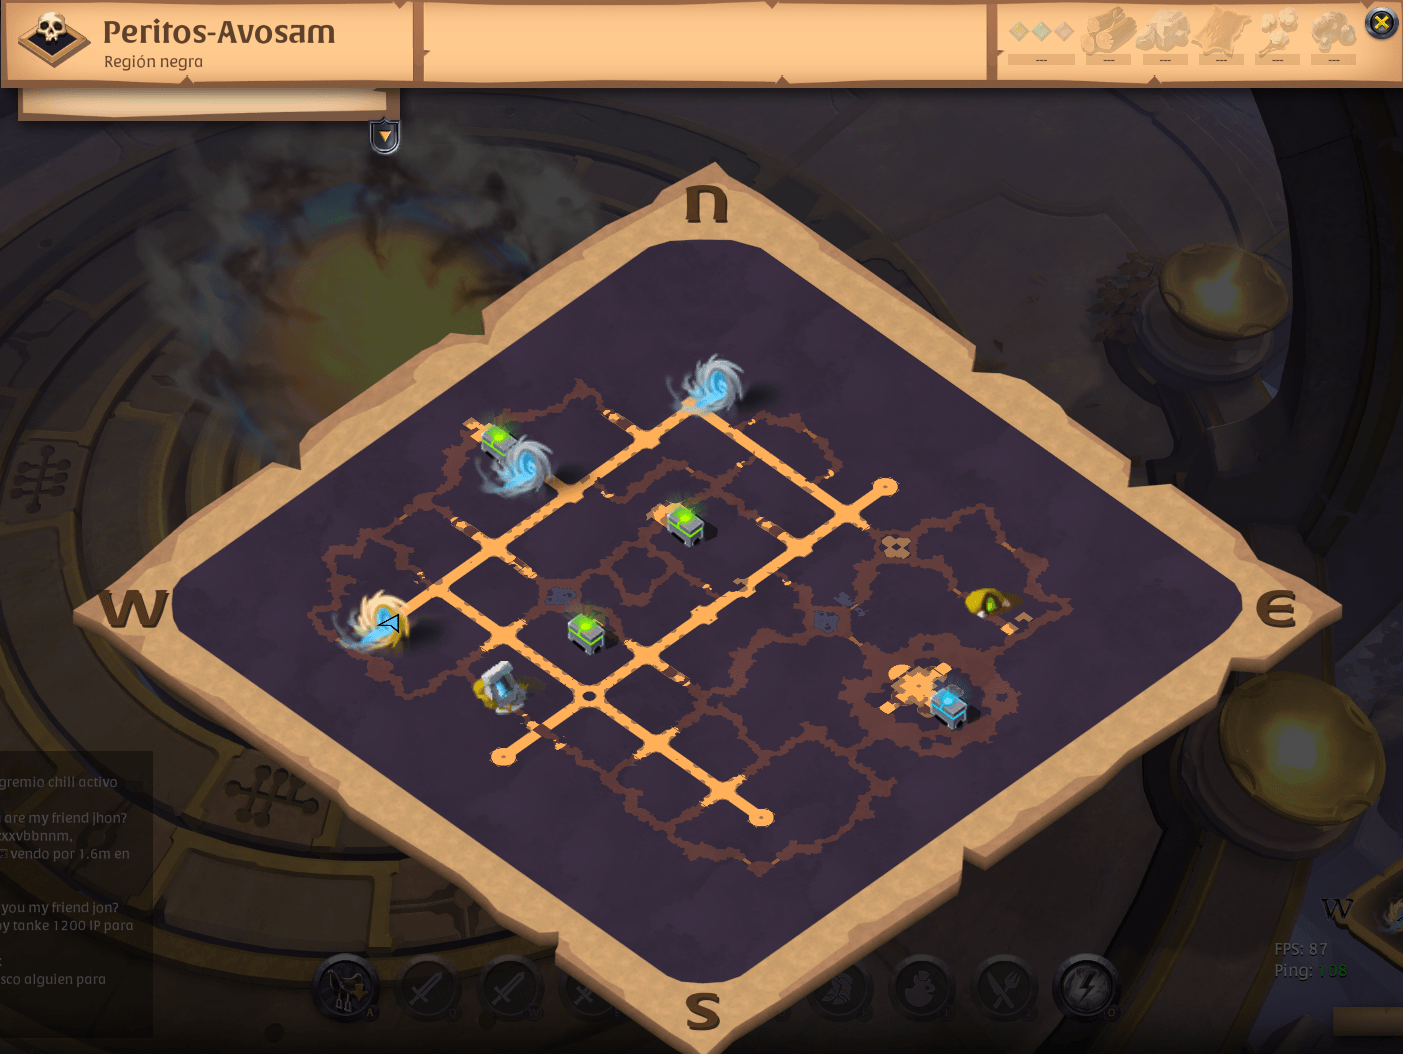 Peritos-Avosam
Región negra
---
---
---
---
---
---
N
W
E
S
gremio chill activo
are my friend jhon?
xxvbbnnm,
vendo por 1.6m en
you my friend jon?
y tanke 1200 IP para
sco alguien para
W
FPS: 87
Ping: 108
A